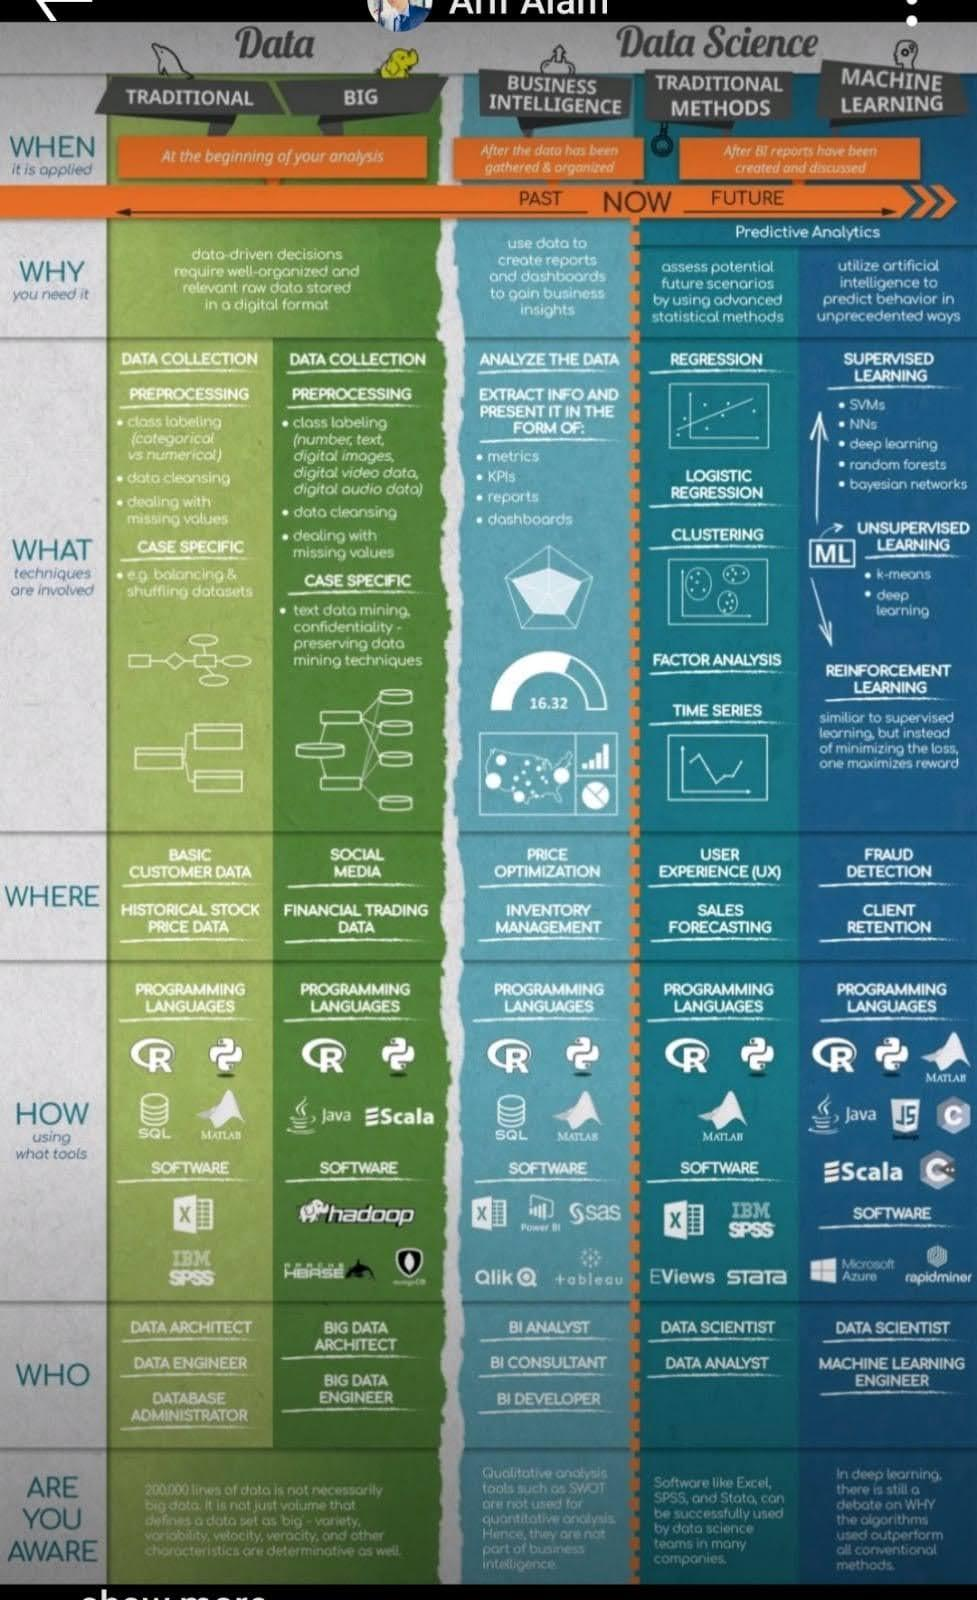 Arif Alam
Data
Data Science
TRADITIONAL
BIG
BUSINESS
INTELLIGENCE
TRADITIONAL
METHODS
MACHINE
LEARNING
WHEN
it is applied
At the beginning of your analysis
After the data has been
gathered & organized
After BI reports have been
created and discussed
PAST
NOW
FUTURE
Predictive Analytics
WHY
you need it
data-driven decisions
require well-organized and
relevant raw data stored
in a digital format
use data to
create reports
and dashboards
to gain business
insights
assess potential
future scenarios
by using advanced
statistical methods
utilize artificial
intelligence to
predict behavior in
unprecedented ways
WHAT
techniques
are involved
DATA COLLECTION
PREPROCESSING
• class labeling
(categorical
vs numerical)
• data cleansing
• dealing with
missing values
CASE SPECIFIC
• e.g. balancing &
shuffling datasets
DATA COLLECTION
PREPROCESSING
• class labeling
(number, text,
digital images,
digital video data,
digital audio data)
• data cleansing
• dealing with
missing values
CASE SPECIFIC
• text data mining,
confidentiality -
preserving data
mining techniques
ANALYZE THE DATA
EXTRACT INFO AND
PRESENT IT IN THE
FORM OF:
• metrics
• KPIs
• reports
• dashboards
16.32
REGRESSION
LOGISTIC
REGRESSION
CLUSTERING
FACTOR ANALYSIS
TIME SERIES
SUPERVISED
LEARNING
• SVMs
• NNs
• deep learning
• random forests
• bayesian networks
ML
UNSUPERVISED
LEARNING
• k-means
• deep
learning
REINFORCEMENT
LEARNING
similiar to supervised
learning, but instead
of minimizing the loss,
one maximizes reward
WHERE
BASIC
CUSTOMER DATA
HISTORICAL STOCK
PRICE DATA
SOCIAL
MEDIA
FINANCIAL TRADING
DATA
PRICE
OPTIMIZATION
INVENTORY
MANAGEMENT
USER
EXPERIENCE (UX)
SALES
FORECASTING
FRAUD
DETECTION
CLIENT
RETENTION
HOW
using
what tools
PROGRAMMING
LANGUAGES
R
SQL
MATLAB
SOFTWARE
X
IBM
SPSS
PROGRAMMING
LANGUAGES
R
Java
Scala
SOFTWARE
hadoop
APACHE
HBASE
mongoDB
PROGRAMMING
LANGUAGES
R
SQL
MATLAB
SOFTWARE
X
Power BI
sas
Qlik
+ableau
PROGRAMMING
LANGUAGES
R
MATLAB
SOFTWARE
X
IBM
SPSS
EViews
STATA
PROGRAMMING
LANGUAGES
R
MATLAB
Java
JS
JavaScript
C
Scala
C++
SOFTWARE
Microsoft
Azure
rapidminer
WHO
DATA ARCHITECT
DATA ENGINEER
DATABASE
ADMINISTRATOR
BIG DATA
ARCHITECT
BIG DATA
ENGINEER
BI ANALYST
BI CONSULTANT
BI DEVELOPER
DATA SCIENTIST
DATA ANALYST
DATA SCIENTIST
MACHINE LEARNING
ENGINEER
ARE
YOU
AWARE
200,000 lines of data is not necessarily
big data. It is not just volume that
defines a data set as 'big' - variety,
variability, velocity, veracity, and other
characteristics are determinative as well.
Qualitative analysis
tools such as SWOT
are not used for
quantitative analysis.
Hence, they are not
part of business
intelligence.
Software like Excel,
SPSS, and Stata, can
be successfully used
by data science
teams in many
companies.
In deep learning,
there is still a
debate on WHY
the algorithms
used outperform
all conventional
methods.
show more